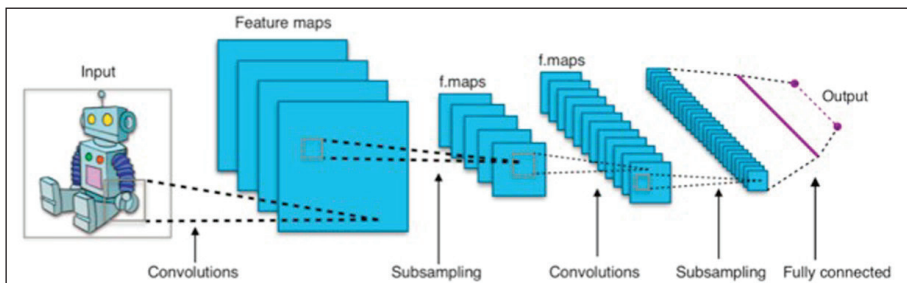 Feature maps
Input
f.maps
f.maps
Output
Convolutions
Subsampling
Convolutions
Subsampling
Fully connected